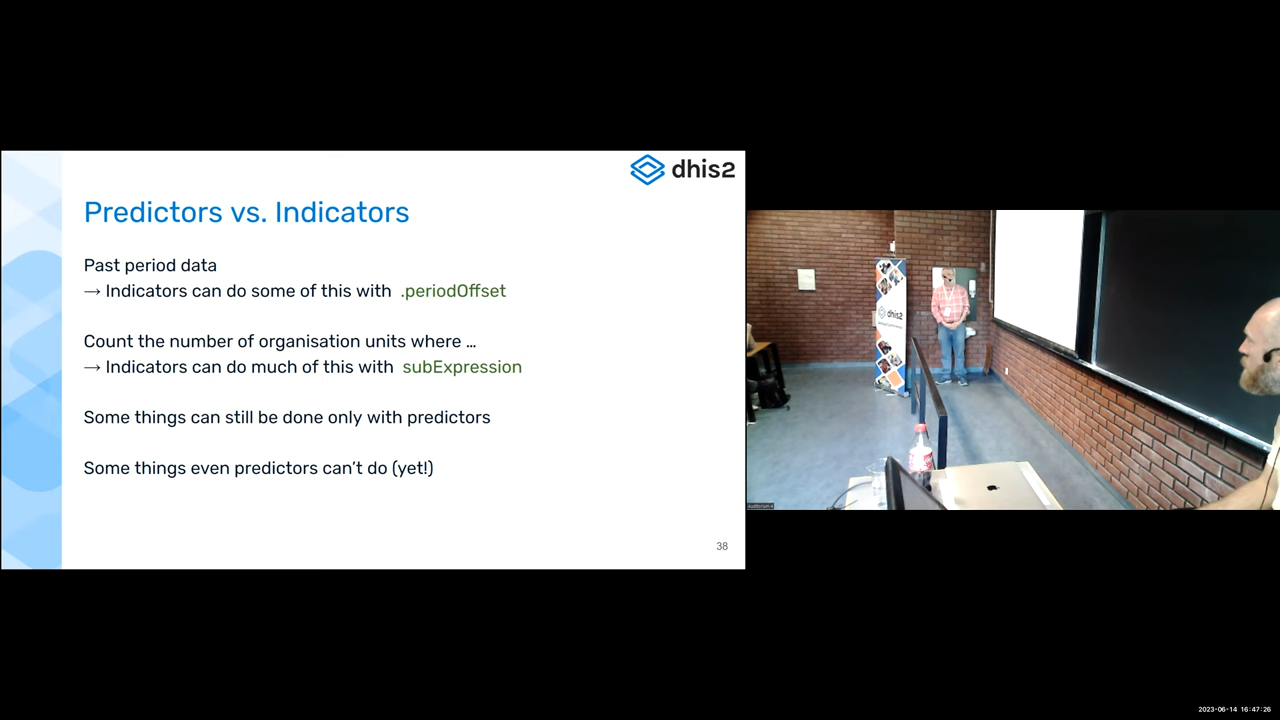 dhis2
Predictors vs. Indicators
Past period data
→ Indicators can do some of this with .periodOffset
Count the number of organisation units where …
→ Indicators can do much of this with subExpression
Some things can still be done only with predictors
Some things even predictors can't do (yet!)
38
dhis2
2023-06-14 16:47:26